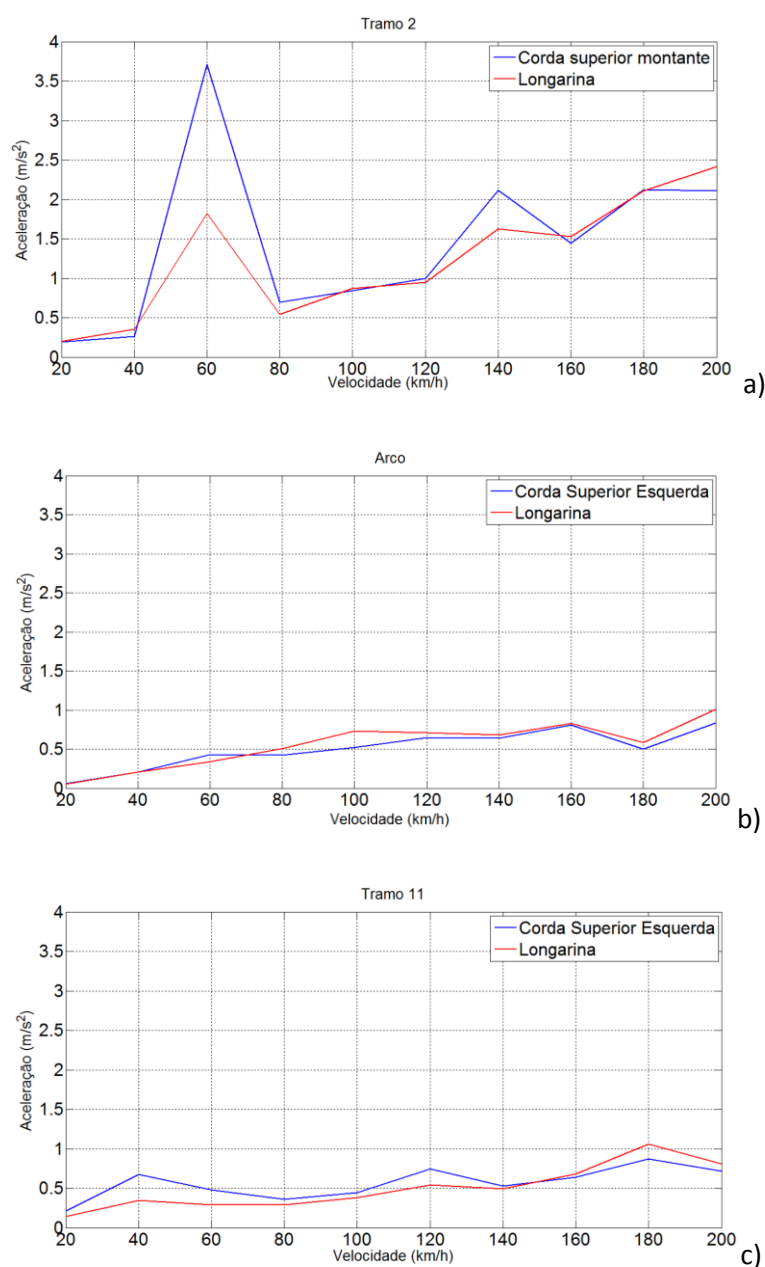 Tramo 2
Corda superior montante
Longarina
Aceleração (m/s²)
4
3.5
3
2.5
2
1.5
1
0.5
0
20 40 60 80 100 120 140 160 180 200
Velocidade (km/h)
a)
Arco
Corda Superior Esquerda
Longarina
Aceleração (m/s²)
4
3.5
3
2.5
2
1.5
1
0.5
0
20 40 60 80 100 120 140 160 180 200
Velocidade (km/h)
b)
Tramo 11
Corda Superior Esquerda
Longarina
Aceleração (m/s²)
4
3.5
3
2.5
2
1.5
1
0.5
0
20 40 60 80 100 120 140 160 180 200
Velocidade (km/h)
c)